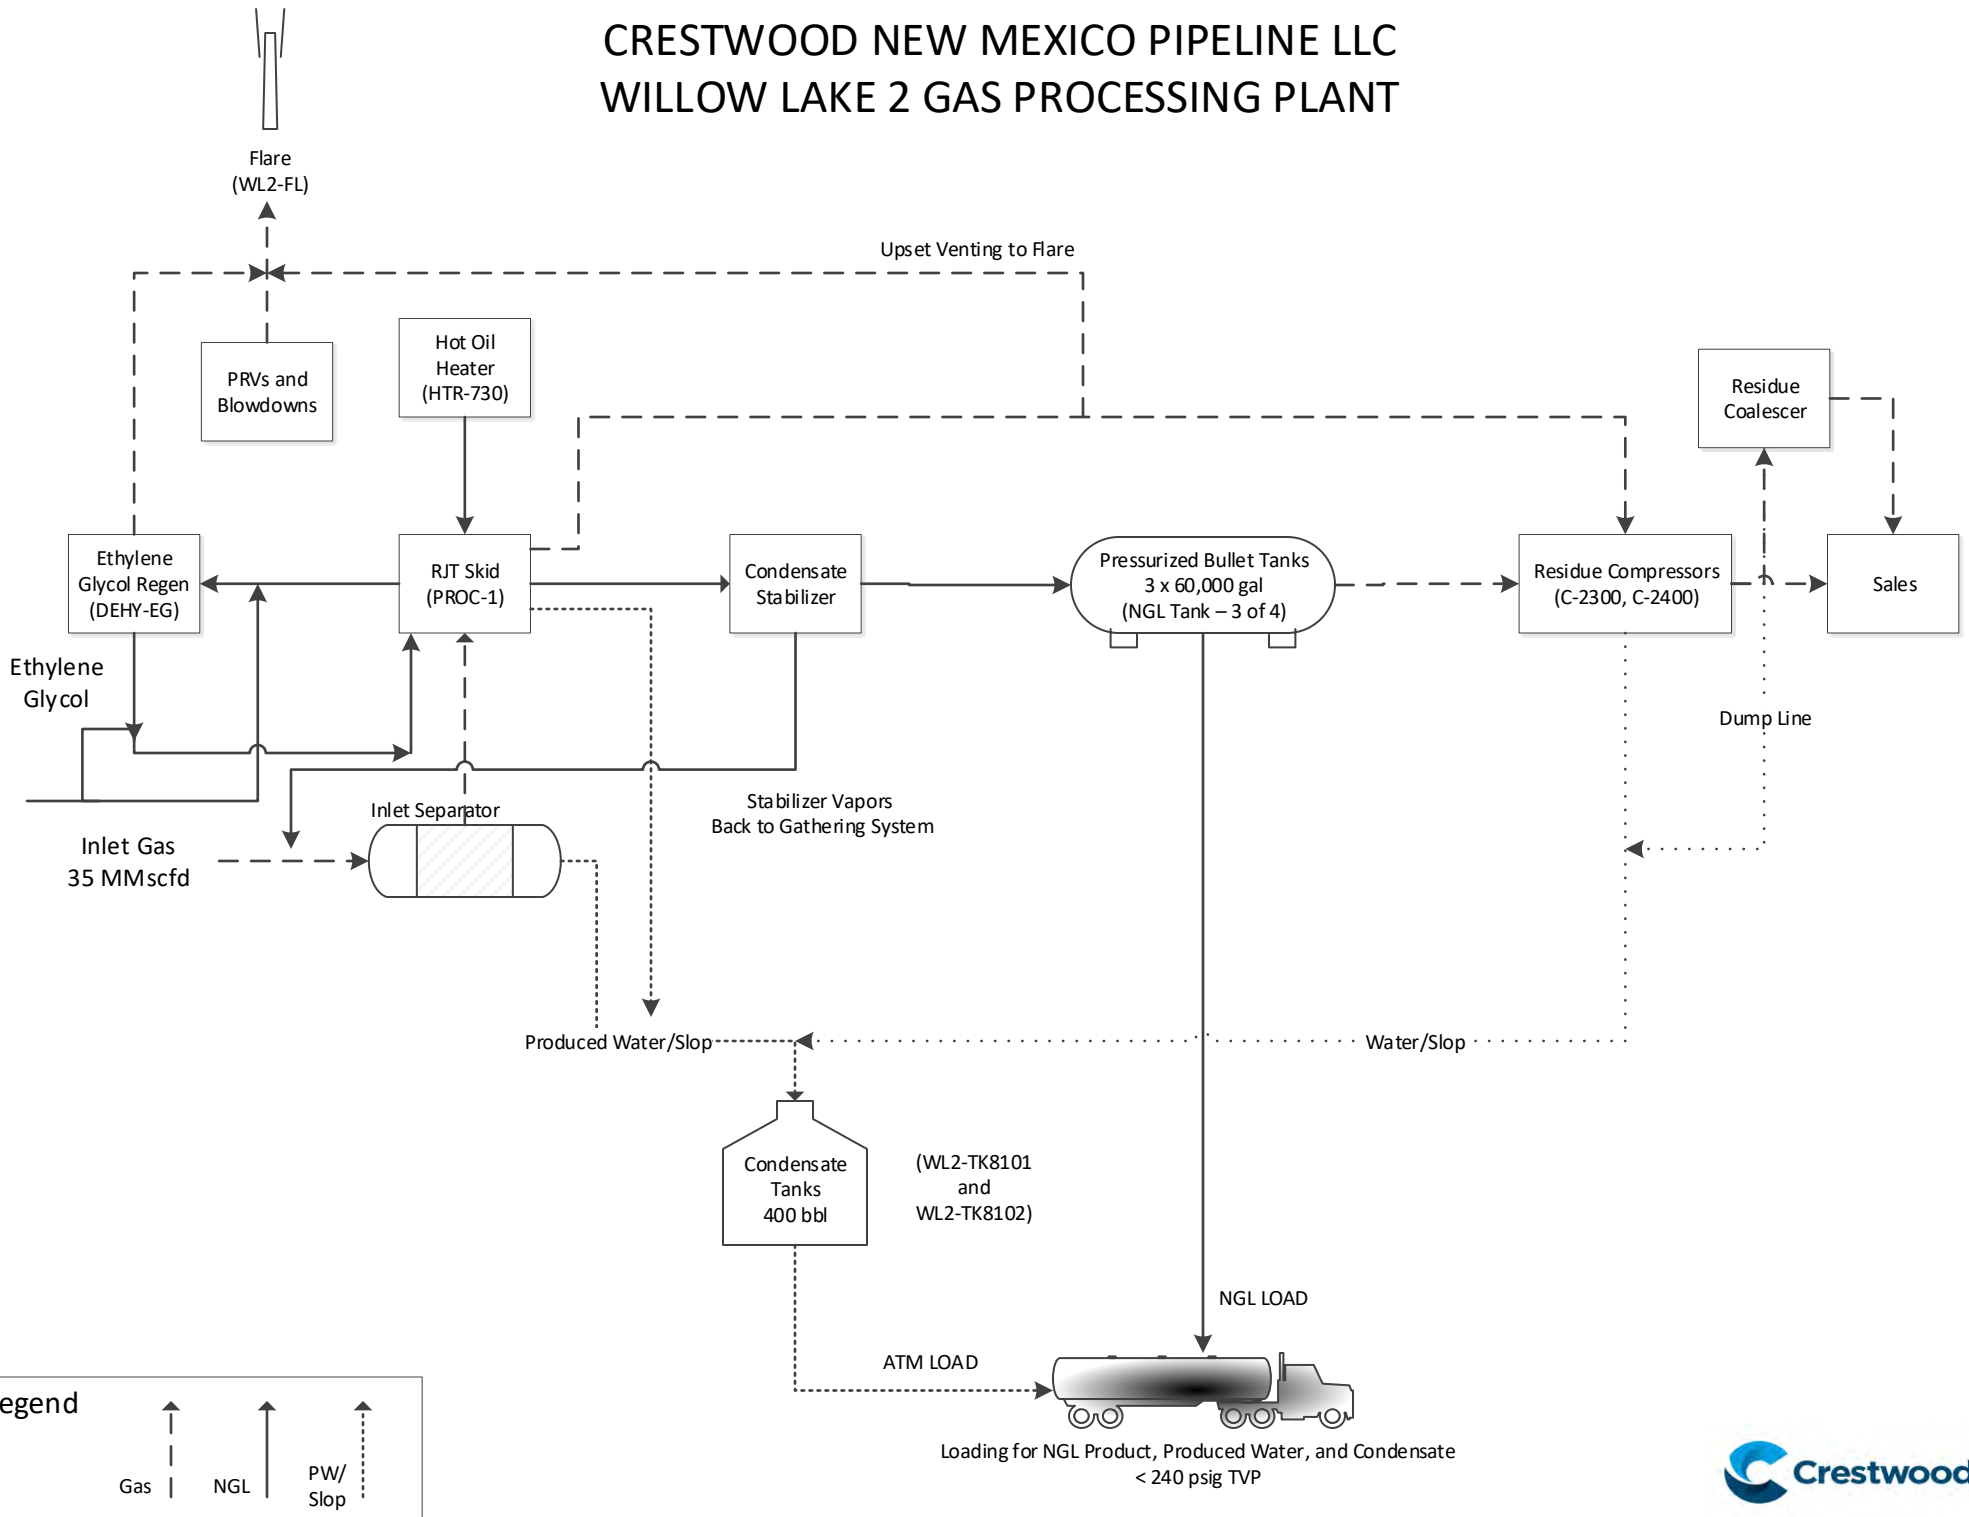 CRESTWOOD NEW MEXICO PIPELINE LLC
WILLOW LAKE 2 GAS PROCESSING PLANT
Flare
(WL2-FL)
Upset Venting to Flare
PRVs and
Blowdowns
Hot Oil
Heater
(HTR-730)
Residue
Coalescer
Ethylene
Glycol Regen
(DEHY-EG)
RJT Skid
(PROC-1)
Condensate
Stabilizer
Pressurized Bullet Tanks
3 x 60,000 gal
(NGL Tank – 3 of 4)
Residue Compressors
(C-2300, C-2400)
Sales
Ethylene
Glycol
Dump Line
Inlet Separator
Stabilizer Vapors
Back to Gathering System
Inlet Gas
35 MMscfd
Produced Water/Slop
Water/Slop
Condensate
Tanks
400 bbl
(WL2-TK8101
and
WL2-TK8102)
NGL LOAD
ATM LOAD
Loading for NGL Product, Produced Water, and Condensate
< 240 psig TVP
egend
Gas
NGL
PW/
Slop
Crestwood